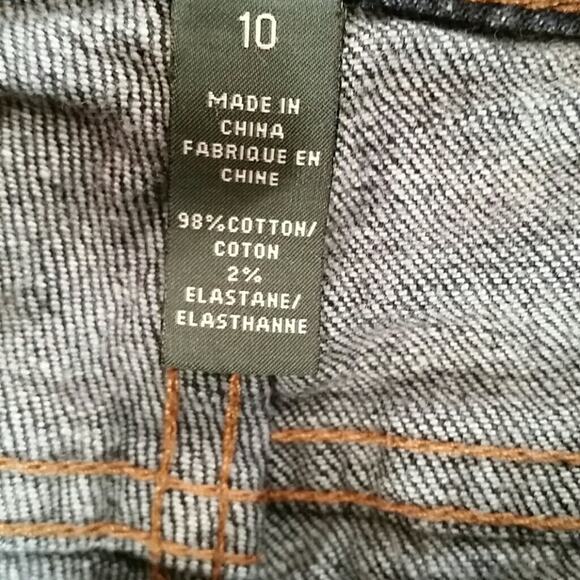 10
MADE IN
CHINA
FABRIQUE EN
CHINE
98%COTTON/
COTON
2%
ELASTANE/
ELASTHANNE